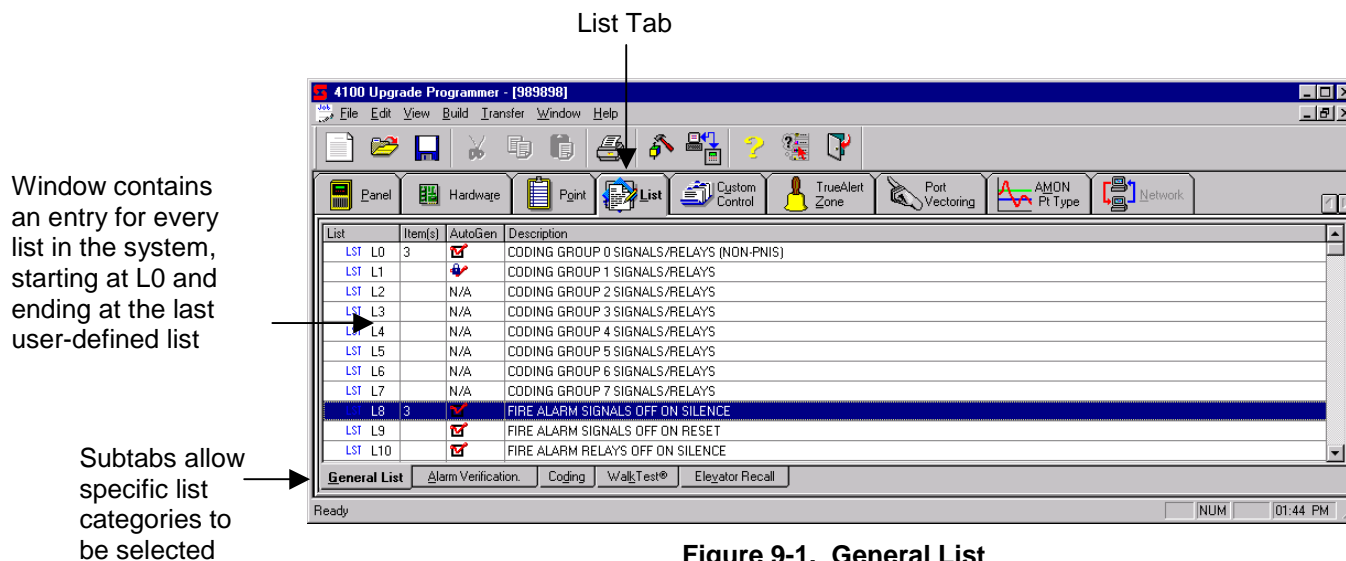 List Tab
4100 Upgrade Programmer - [989898]
File Edit View Build Transfer Window Help
Panel Hardware Point List Custom Control TrueAlert Zone Port Vectoring AMON Pt Type Network
Window contains
an entry for every
list in the system,
starting at L0 and
ending at the last
user-defined list
List Item(s) AutoGen Description
LST L0 3 CODING GROUP 0 SIGNALS/RELAYS (NON-PNIS)
LST L1 CODING GROUP 1 SIGNALS/RELAYS
LST L2 N/A CODING GROUP 2 SIGNALS/RELAYS
LST L3 N/A CODING GROUP 3 SIGNALS/RELAYS
LST L4 N/A CODING GROUP 4 SIGNALS/RELAYS
LST L5 N/A CODING GROUP 5 SIGNALS/RELAYS
LST L6 N/A CODING GROUP 6 SIGNALS/RELAYS
LST L7 N/A CODING GROUP 7 SIGNALS/RELAYS
LST L8 3 FIRE ALARM SIGNALS OFF ON SILENCE
LST L9 FIRE ALARM SIGNALS OFF ON RESET
LST L10 FIRE ALARM RELAYS OFF ON SILENCE
General List Alarm Verification. Coding WalkTest® Elevator Recall
Ready NUM 01:44 PM
Subtabs allow
specific list
categories to
be selected
Figure 9-1. General List